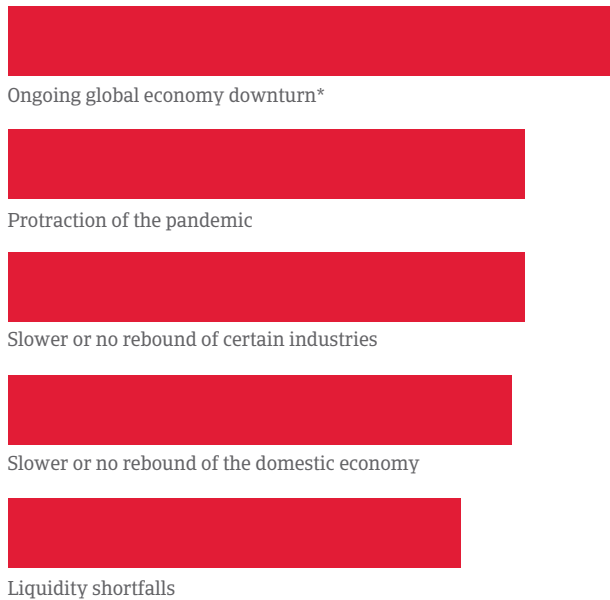 Ongoing global economy downturn*
Protraction of the pandemic
Slower or no rebound of certain industries
Slower or no rebound of the domestic economy
Liquidity shortfalls